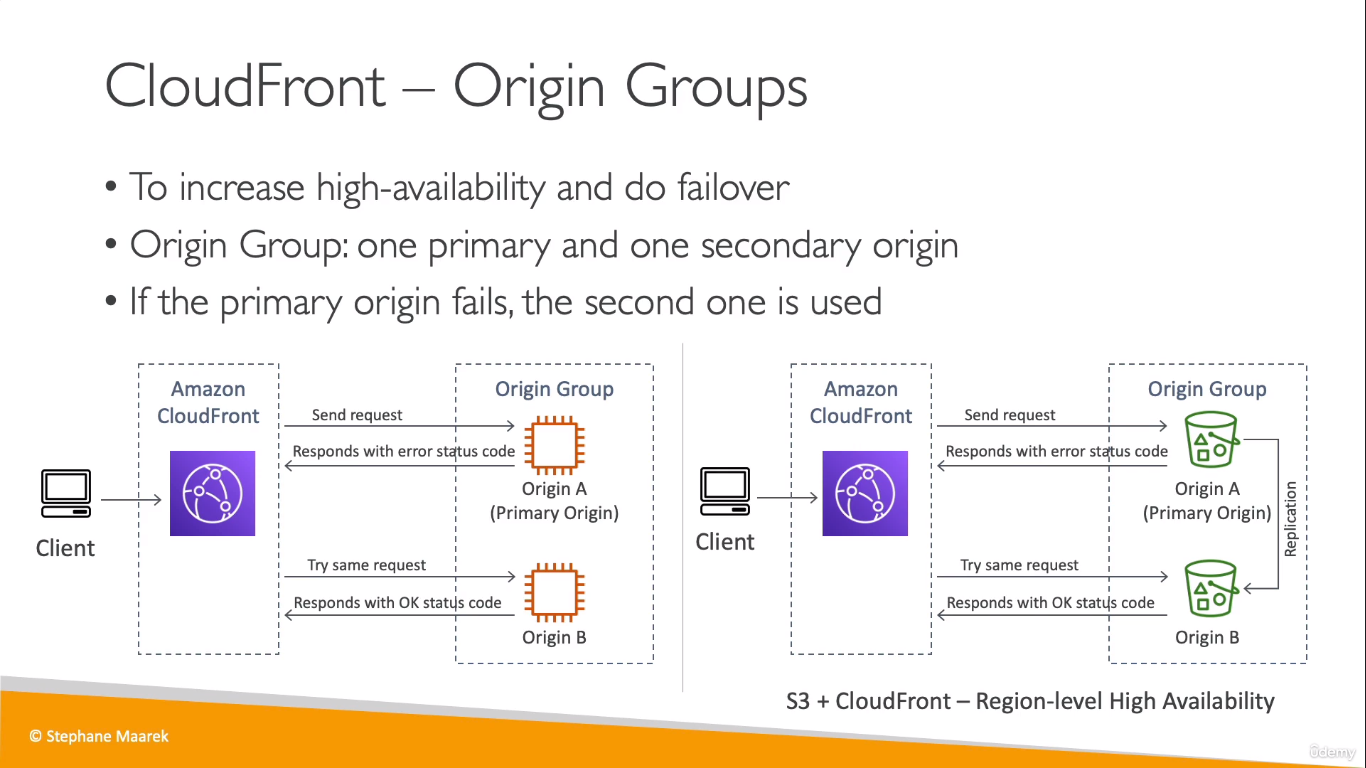 CloudFront – Origin Groups
• To increase high-availability and do failover
• Origin Group: one primary and one secondary origin
• If the primary origin fails, the second one is used
Amazon
CloudFront
Origin Group
Send request
Responds with error status code
Origin A
(Primary Origin)
Client
Try same request
Responds with OK status code
Origin B
Amazon
CloudFront
Origin Group
Send request
Responds with error status code
Origin A
(Primary Origin)
Replication
Client
Try same request
Responds with OK status code
Origin B
S3 + CloudFront – Region-level High Availability
© Stephane Maarek
ûdemy